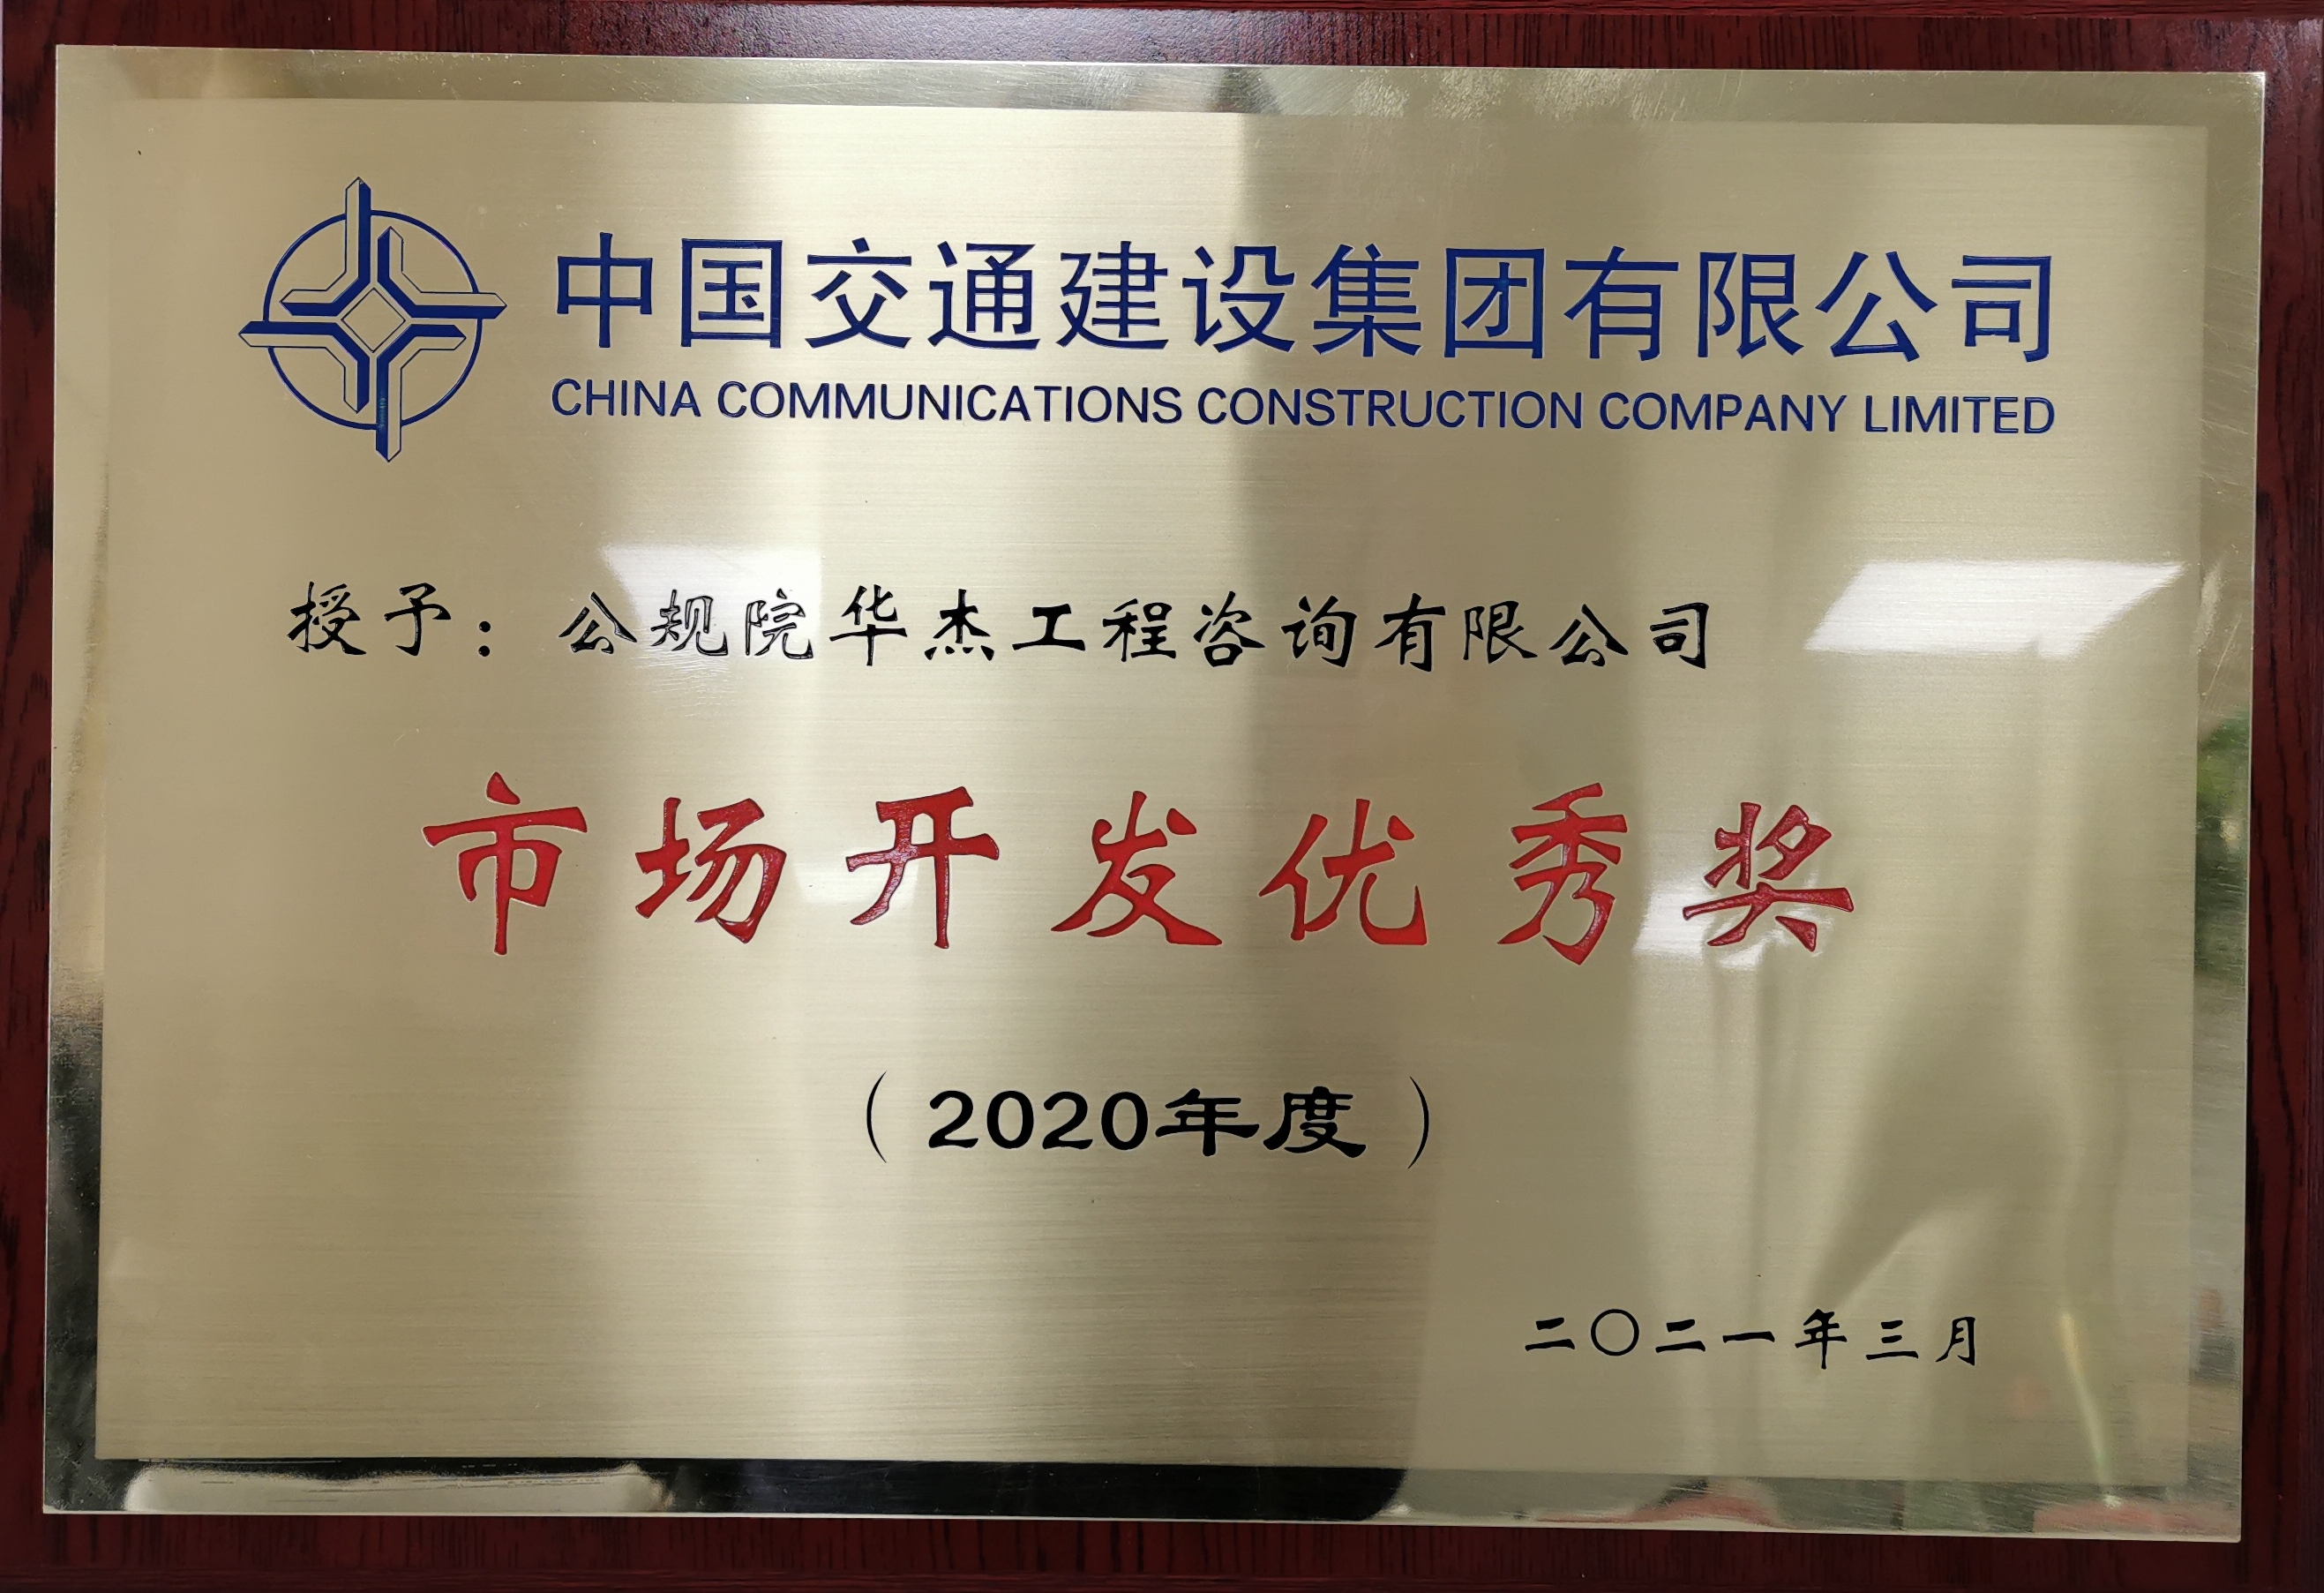 中国交通建设集团有限公司
CHINA COMMUNICATIONS CONSTRUCTION COMPANY LIMITED
授予：公规院华杰工程咨询有限公司
市场开发优秀奖
（2020年度）
二〇二一年三月